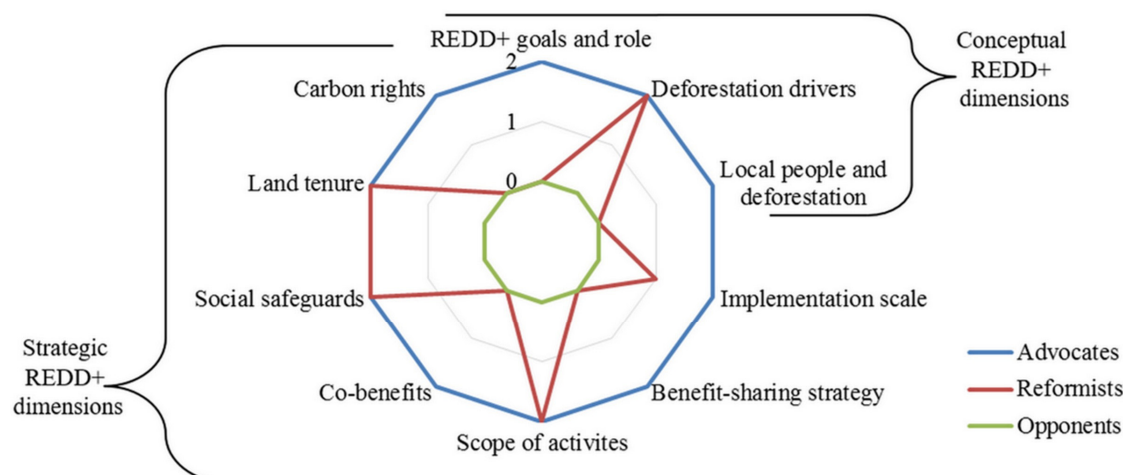 REDD+ goals and role
Conceptual
REDD+
dimensions
2
Carbon rights
Deforestation drivers
1
Land tenure
0
Local people and
deforestation
Social safeguards
Implementation scale
Strategic
REDD+
dimensions
Co-benefits
Benefit-sharing strategy
Scope of activites
Advocates
Reformists
Opponents